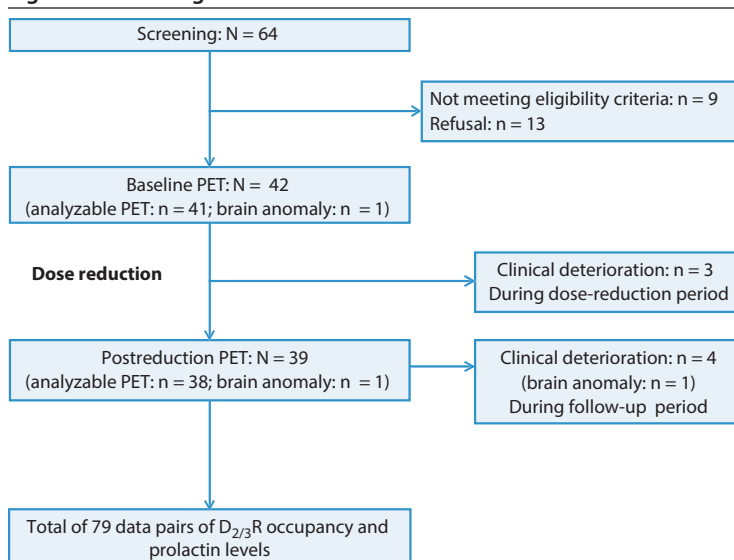 Screening: N = 64
Not meeting eligibility criteria: n = 9
Refusal: n = 13
Baseline PET: N = 42
(analyzable PET: n = 41; brain anomaly: n = 1)
Dose reduction
Clinical deterioration: n = 3
During dose-reduction period
Postreduction PET: N = 39
(analyzable PET: n = 38; brain anomaly: n = 1)
Clinical deterioration: n = 4
(brain anomaly: n = 1)
During follow-up period
Total of 79 data pairs of D2/3R occupancy and
prolactin levels